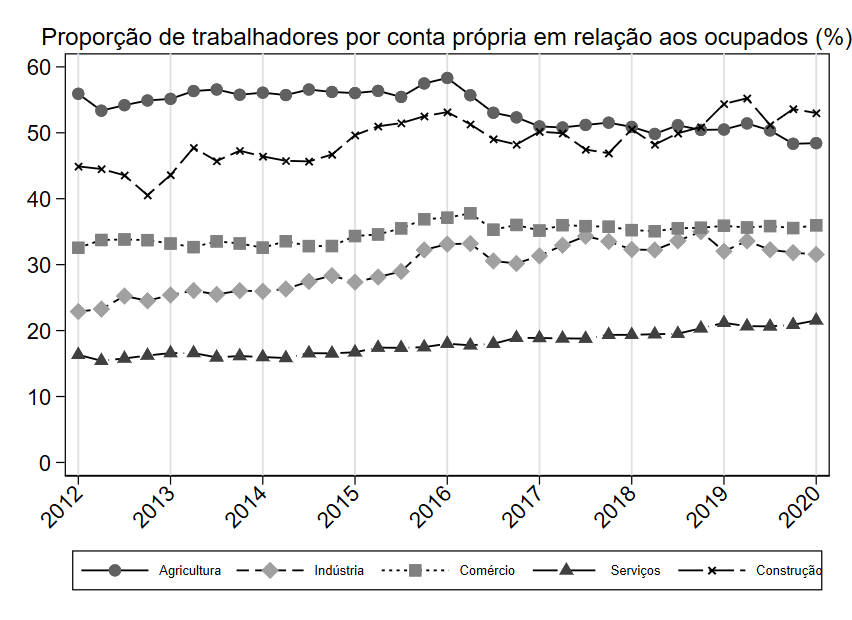 Proporção de trabalhadores por conta própria em relação aos ocupados (%)
60
50
40
30
20
10
0
2012 2013 2014 2015 2016 2017 2018 2019 2020
Agricultura Indústria Comércio Serviços Construção